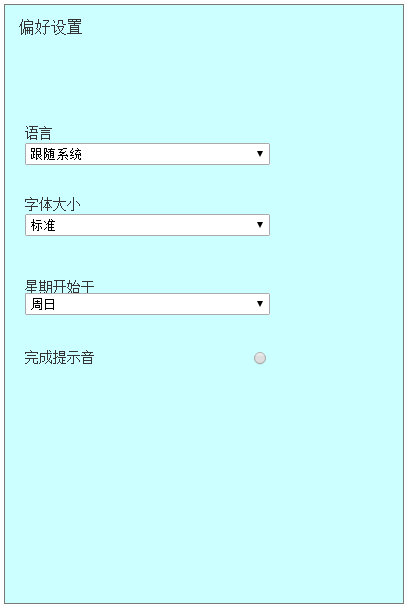 偏好设置
语言
跟随系统
字体大小
标准
星期开始于
周日
完成提示音